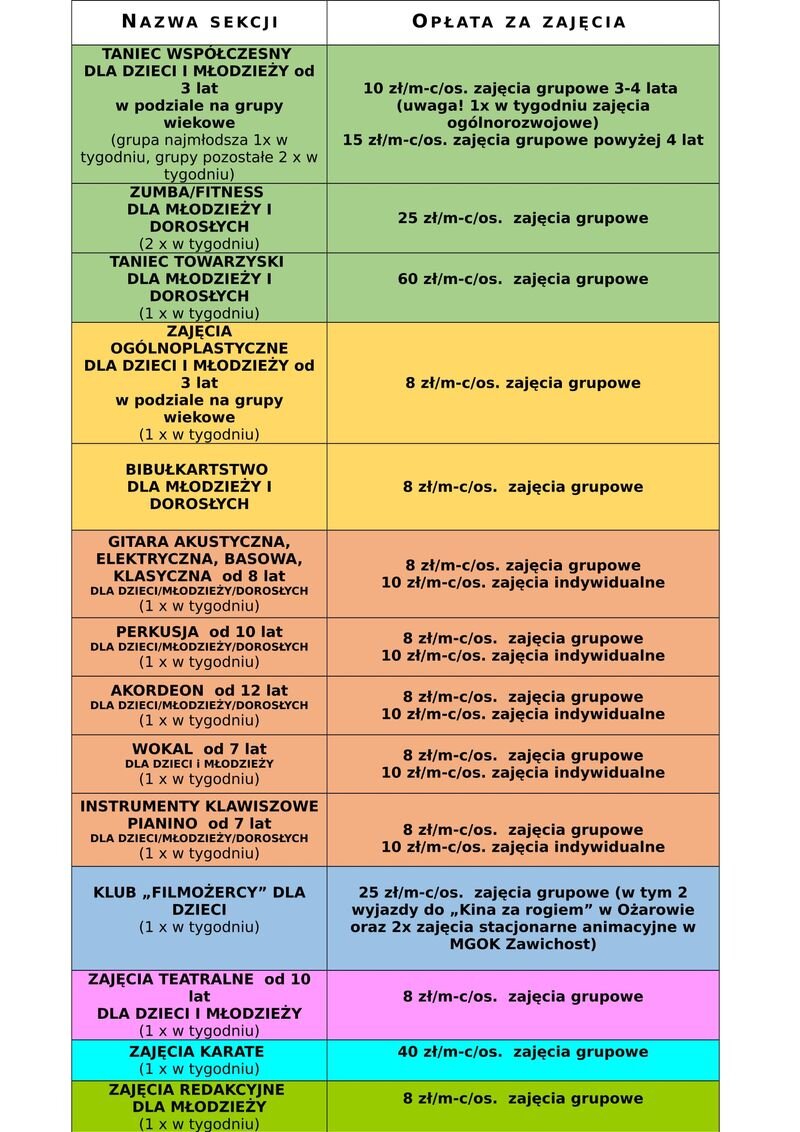 NAZWA SEKCJI
OPŁATA ZA ZAJĘCIA
TANIEC WSPÓŁCZESNY
DLA DZIECI I MŁODZIEŻY od
3 lat
w podziale na grupy
wiekowe
(grupa najmłodsza 1x w
tygodniu, grupy pozostałe 2 x w
tygodniu)
10 zł/m-c/os. zajęcia grupowe 3-4 lata
(uwaga! 1x w tygodniu zajęcia
ogólnorozwojowe)
15 zł/m-c/os. zajęcia grupowe powyżej 4 lat
ZUMBA/FITNESS
DLA MŁODZIEŻY I
DOROSŁYCH
(2 x w tygodniu)
25 zł/m-c/os. zajęcia grupowe
TANIEC TOWARZYSKI
DLA MŁODZIEŻY I
DOROSŁYCH
(1 x w tygodniu)
60 zł/m-c/os. zajęcia grupowe
ZAJĘCIA
OGÓLNOPLASTYCZNE
DLA DZIECI I MŁODZIEŻY od
3 lat
w podziale na grupy
wiekowe
(1 x w tygodniu)
8 zł/m-c/os. zajęcia grupowe
BIBUŁKARTSTWO
DLA MŁODZIEŻY I
DOROSŁYCH
8 zł/m-c/os. zajęcia grupowe
GITARA AKUSTYCZNA,
ELEKTRYCZNA, BASOWA,
KLASYCZNA od 8 lat
DLA DZIECI/MŁODZIEŻY/DOROSŁYCH
(1 x w tygodniu)
8 zł/m-c/os. zajęcia grupowe
10 zł/m-c/os. zajęcia indywidualne
PERKUSJA od 10 lat
DLA DZIECI/MŁODZIEŻY/DOROSŁYCH
(1 x w tygodniu)
8 zł/m-c/os. zajęcia grupowe
10 zł/m-c/os. zajęcia indywidualne
AKORDEON od 12 lat
DLA DZIECI/MŁODZIEŻY/DOROSŁYCH
(1 x w tygodniu)
8 zł/m-c/os. zajęcia grupowe
10 zł/m-c/os. zajęcia indywidualne
WOKAL od 7 lat
DLA DZIECI i MŁODZIEŻY
(1 x w tygodniu)
8 zł/m-c/os. zajęcia grupowe
10 zł/m-c/os. zajęcia indywidualne
INSTRUMENTY KLAWISZOWE
PIANINO od 7 lat
DLA DZIECI/MŁODZIEŻY/DOROSŁYCH
(1 x w tygodniu)
8 zł/m-c/os. zajęcia grupowe
10 zł/m-c/os. zajęcia indywidualne
KLUB „FILMOŻERCY” DLA
DZIECI
(1 x w tygodniu)
25 zł/m-c/os. zajęcia grupowe (w tym 2
wyjazdy do „Kina za rogiem” w Ożarowie
oraz 2x zajęcia stacjonarne animacyjne w
MGOK Zawichost)
ZAJĘCIA TEATRALNE od 10
lat
DLA DZIECI I MŁODZIEŻY
(1 x w tygodniu)
8 zł/m-c/os. zajęcia grupowe
ZAJĘCIA KARATE
(1 x w tygodniu)
40 zł/m-c/os. zajęcia grupowe
ZAJĘCIA REDAKCYJNE
DLA MŁODZIEŻY
(1 x w tygodniu)
8 zł/m-c/os. zajęcia grupowe